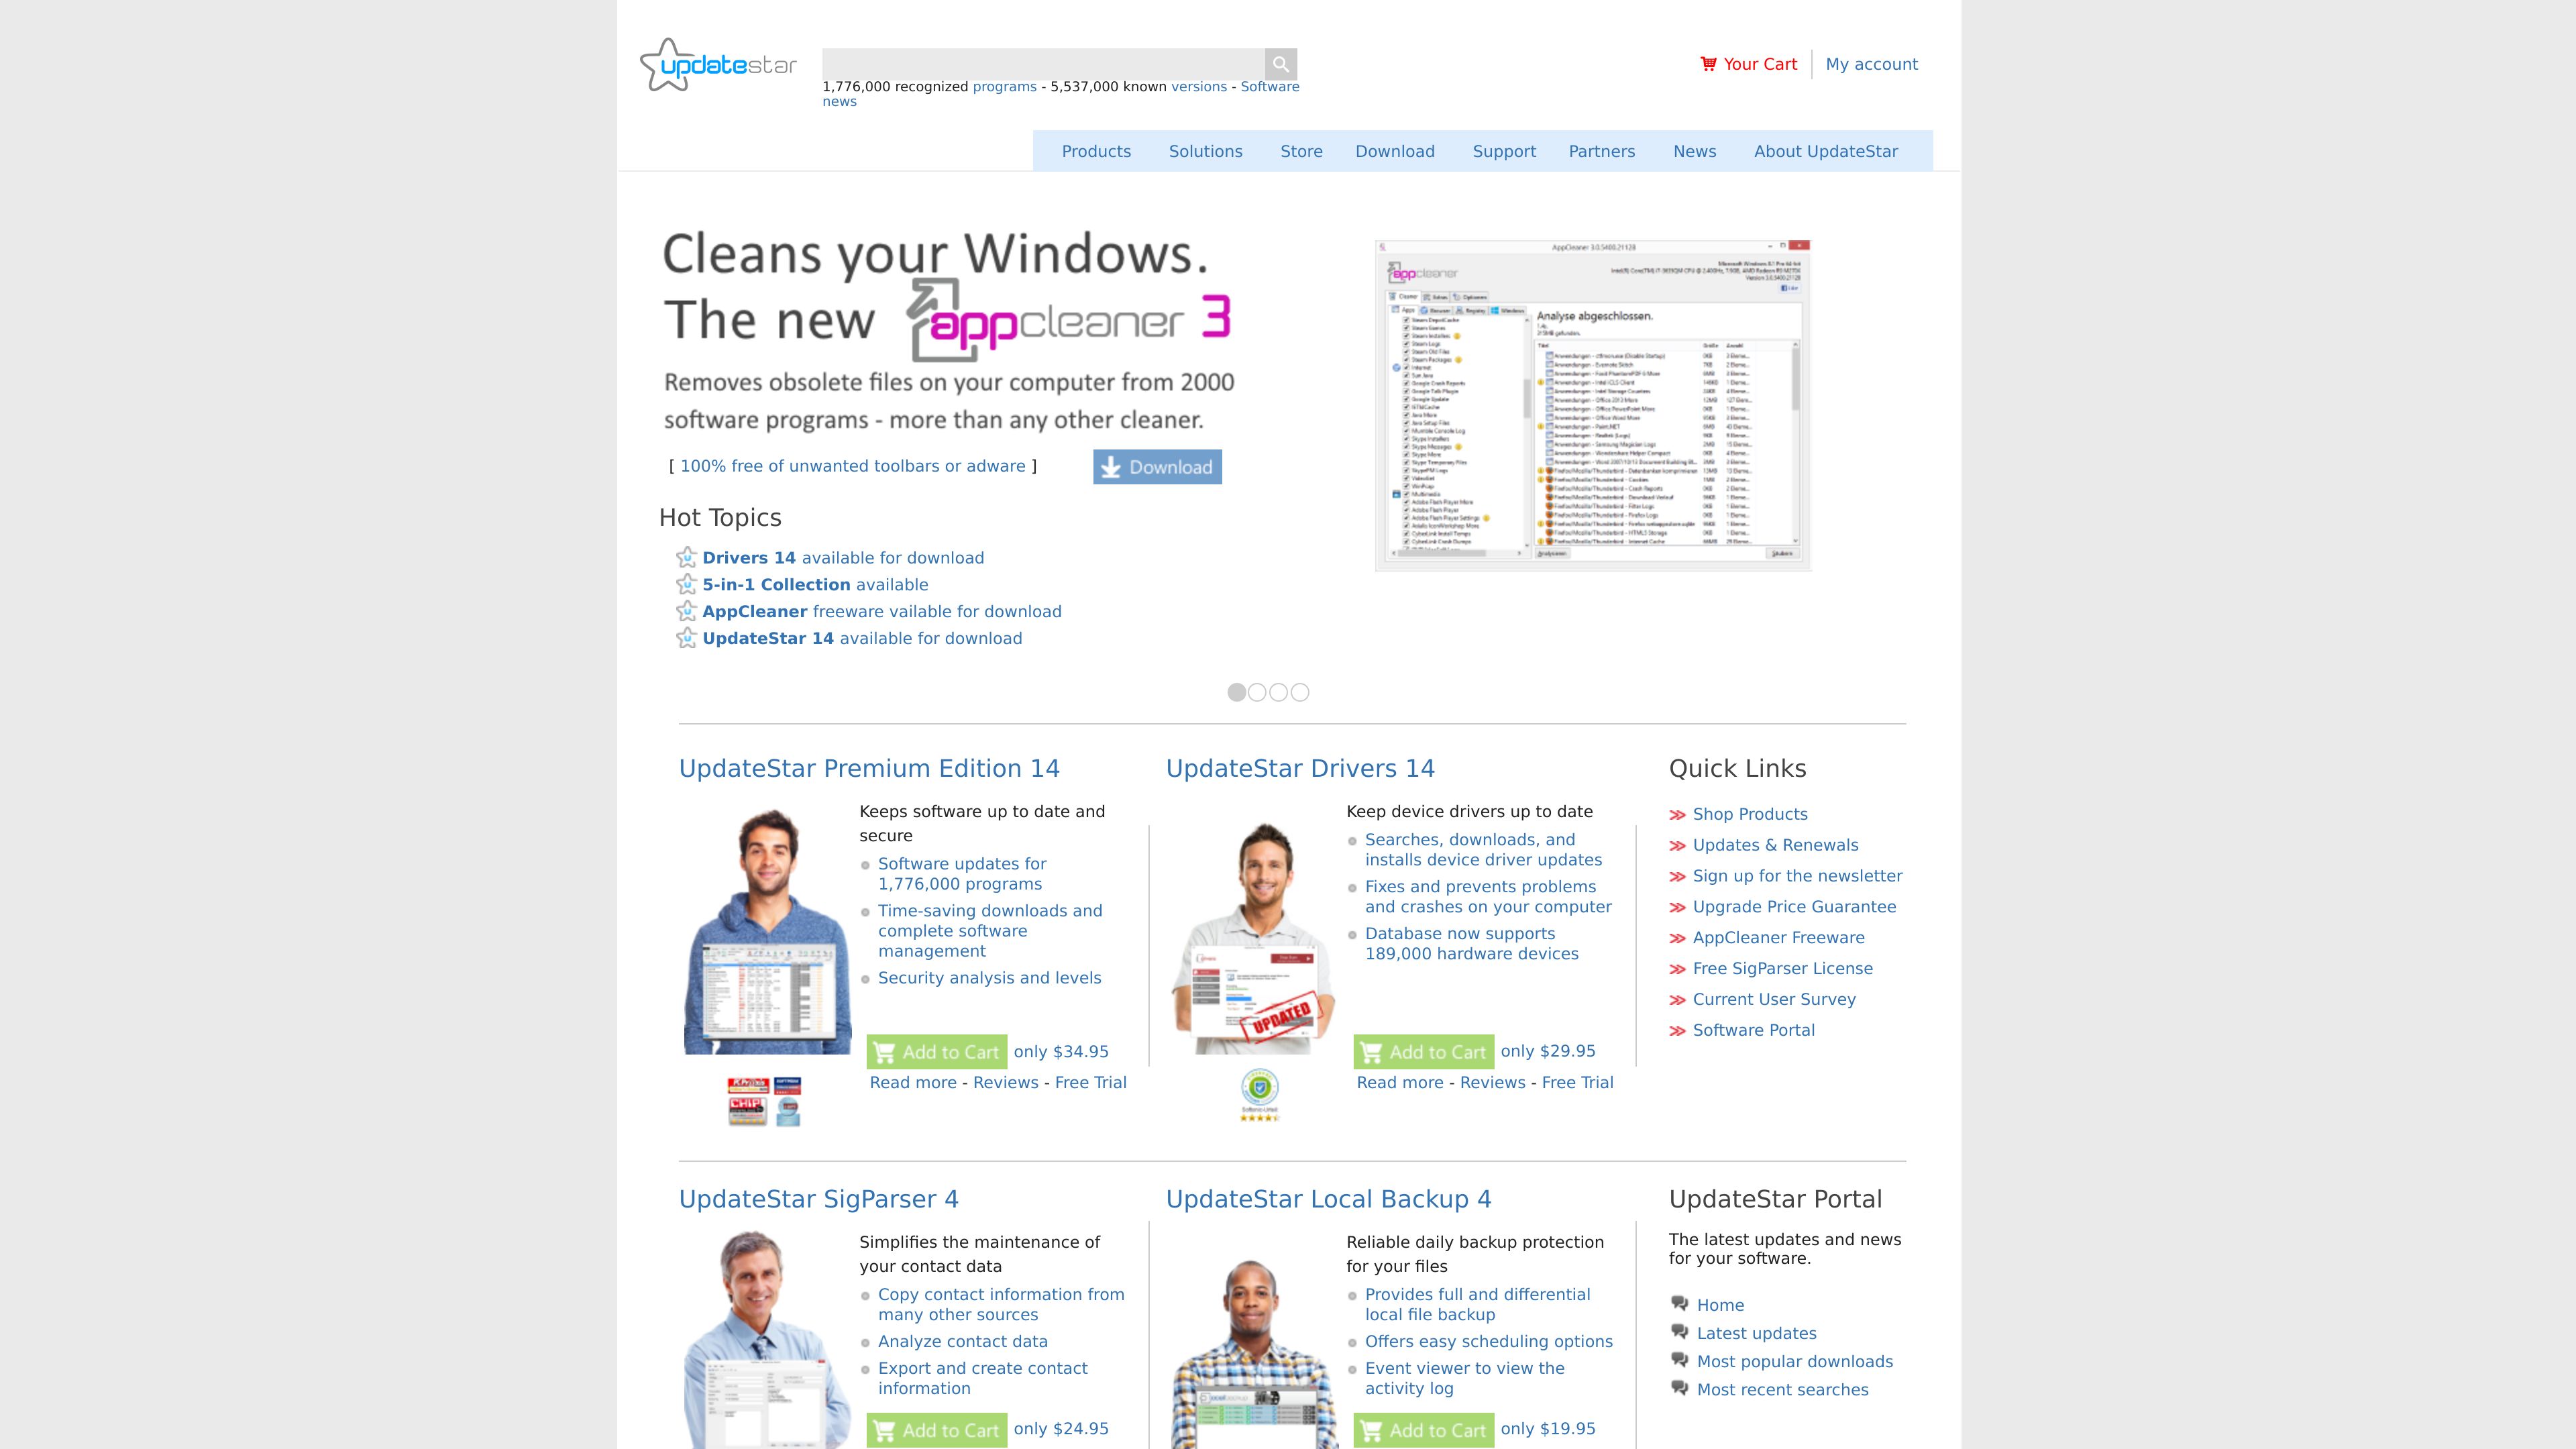 updatestar
1,776,000 recognized programs - 5,537,000 known versions - Software
news
Your Cart
My account
Products
Solutions
Store
Download
Support
Partners
News
About UpdateStar
Cleans your Windows.
The new appcleaner 3
Removes obsolete files on your computer from 2000
software programs - more than any other cleaner.
[ 100% free of unwanted toolbars or adware ]
Download
AppCleaner 3.0.5400.21128
appcleaner
Analyse abgeschlossen.
Hot Topics
Drivers 14 available for download
5-in-1 Collection available
AppCleaner freeware vailable for download
UpdateStar 14 available for download
UpdateStar Premium Edition 14
Keeps software up to date and
secure
Software updates for
1,776,000 programs
Time-saving downloads and
complete software
management
Security analysis and levels
Add to Cart only $34.95
Read more - Reviews - Free Trial
CHIP
UpdateStar Drivers 14
Keep device drivers up to date
Searches, downloads, and
installs device driver updates
Fixes and prevents problems
and crashes on your computer
Database now supports
189,000 hardware devices
UPDATED
Add to Cart only $29.95
Read more - Reviews - Free Trial
Quick Links
Shop Products
Updates & Renewals
Sign up for the newsletter
Upgrade Price Guarantee
AppCleaner Freeware
Free SigParser License
Current User Survey
Software Portal
UpdateStar SigParser 4
Simplifies the maintenance of
your contact data
Copy contact information from
many other sources
Analyze contact data
Export and create contact
information
Add to Cart only $24.95
UpdateStar Local Backup 4
Reliable daily backup protection
for your files
Provides full and differential
local file backup
Offers easy scheduling options
Event viewer to view the
activity log
Add to Cart only $19.95
UpdateStar Portal
The latest updates and news
for your software.
Home
Latest updates
Most popular downloads
Most recent searches